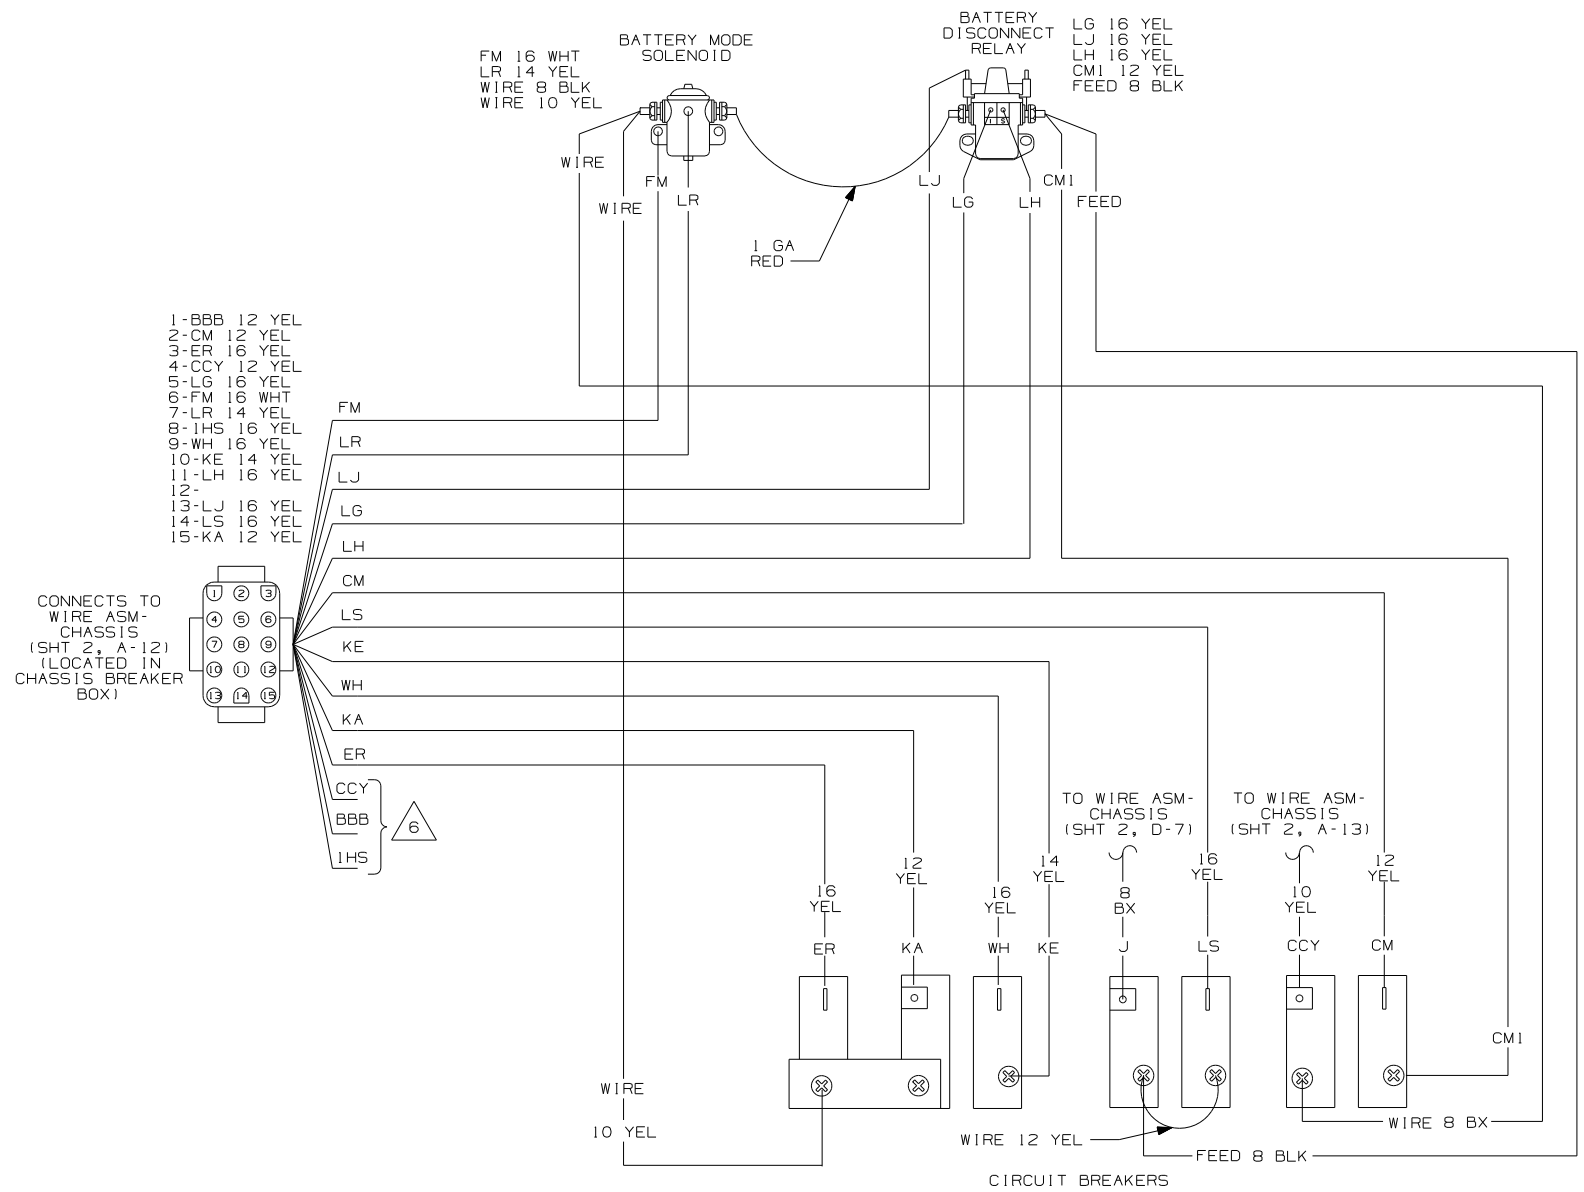 BATTERY MODE
SOLENOID
FM 16 WHT
LR 14 YEL
WIRE 8 BLK
WIRE 10 YEL
BATTERY
DISCONNECT
RELAY
LG 16 YEL
LJ 16 YEL
LH 16 YEL
CM1 12 YEL
FEED 8 BLK
1 S
WIRE
FM
WIRE
LR
LJ
LG
LH
CM1
FEED
1 GA
RED
1-BBB 12 YEL
2-CM 12 YEL
3-ER 16 YEL
4-CCY 12 YEL
5-LG 16 YEL
6-FM 16 WHT
7-LR 14 YEL
8-1HS 16 YEL
9-WH 16 YEL
10-KE 14 YEL
11-LH 16 YEL
12-
13-LJ 16 YEL
14-LS 16 YEL
15-KA 12 YEL
CONNECTS TO
WIRE ASM-
CHASSIS
(SHT 2, A-12)
(LOCATED IN
CHASSIS BREAKER
BOX)
1 2 3
4 5 6
7 8 9
10 11 12
13 14 15
FM
LR
LJ
LG
LH
CM
LS
KE
WH
KA
ER
CCY
BBB
1HS
6
TO WIRE ASM-
CHASSIS
(SHT 2, D-7)
TO WIRE ASM-
CHASSIS
(SHT 2, A-13)
16
YEL
12
YEL
16
YEL
14
YEL
8
BX
16
YEL
10
YEL
12
YEL
ER
KA
WH
KE
J
LS
CCY
CM
CM1
WIRE
10 YEL
WIRE 12 YEL
WIRE 8 BX
FEED 8 BLK
CIRCUIT BREAKERS